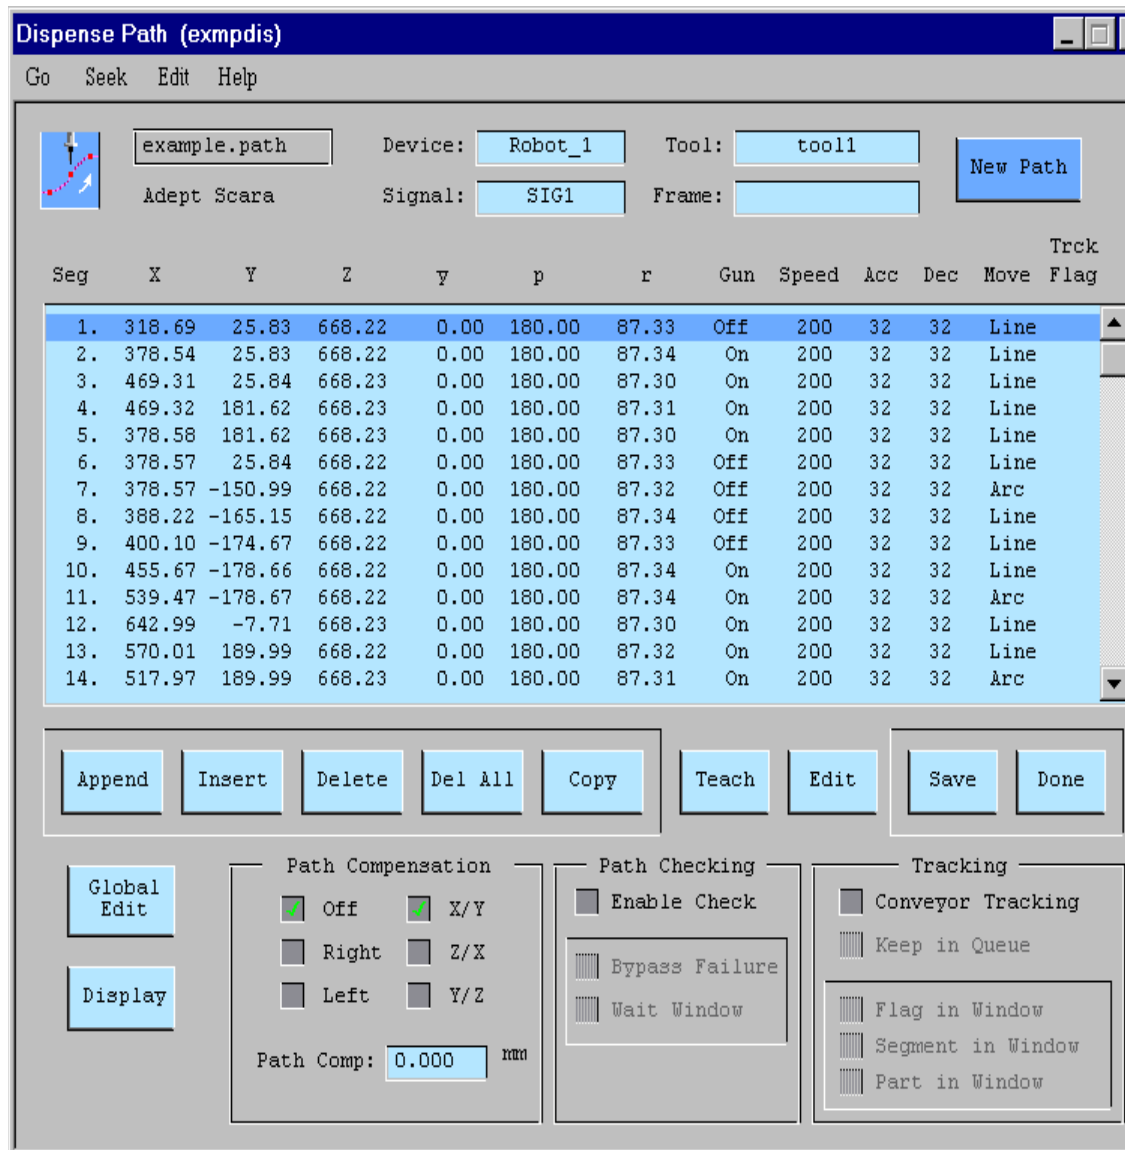 Dispense Path (exmpdis)
Go Seek Edit Help
example.path Device: Robot_1 Tool: tool1 New Path
Adept Scara Signal: SIG1 Frame:
Trck
Seg X Y Z y p r Gun Speed Acc Dec Move Flag
1. 318.69 25.83 668.22 0.00 180.00 87.33 Off 200 32 32 Line
2. 378.54 25.83 668.22 0.00 180.00 87.34 On 200 32 32 Line
3. 469.31 25.84 668.23 0.00 180.00 87.30 On 200 32 32 Line
4. 469.32 181.62 668.23 0.00 180.00 87.31 On 200 32 32 Line
5. 378.58 181.62 668.23 0.00 180.00 87.30 On 200 32 32 Line
6. 378.57 25.84 668.22 0.00 180.00 87.33 Off 200 32 32 Line
7. 378.57 -150.99 668.22 0.00 180.00 87.32 Off 200 32 32 Arc
8. 388.22 -165.15 668.22 0.00 180.00 87.34 Off 200 32 32 Line
9. 400.10 -174.67 668.22 0.00 180.00 87.33 Off 200 32 32 Line
10. 455.67 -178.66 668.22 0.00 180.00 87.34 On 200 32 32 Line
11. 539.47 -178.67 668.22 0.00 180.00 87.34 On 200 32 32 Arc
12. 642.99 -7.71 668.23 0.00 180.00 87.30 On 200 32 32 Line
13. 570.01 189.99 668.22 0.00 180.00 87.32 On 200 32 32 Line
14. 517.97 189.99 668.23 0.00 180.00 87.31 On 200 32 32 Arc
Append Insert Delete Del All Copy Teach Edit Save Done
Global
Edit
Display
Path Compensation
Off X/Y
Right Z/X
Left Y/Z
Path Comp: 0.000 mm
Path Checking
Enable Check
Bypass Failure
Wait Window
Tracking
Conveyor Tracking
Keep in Queue
Flag in Window
Segment in Window
Part in Window